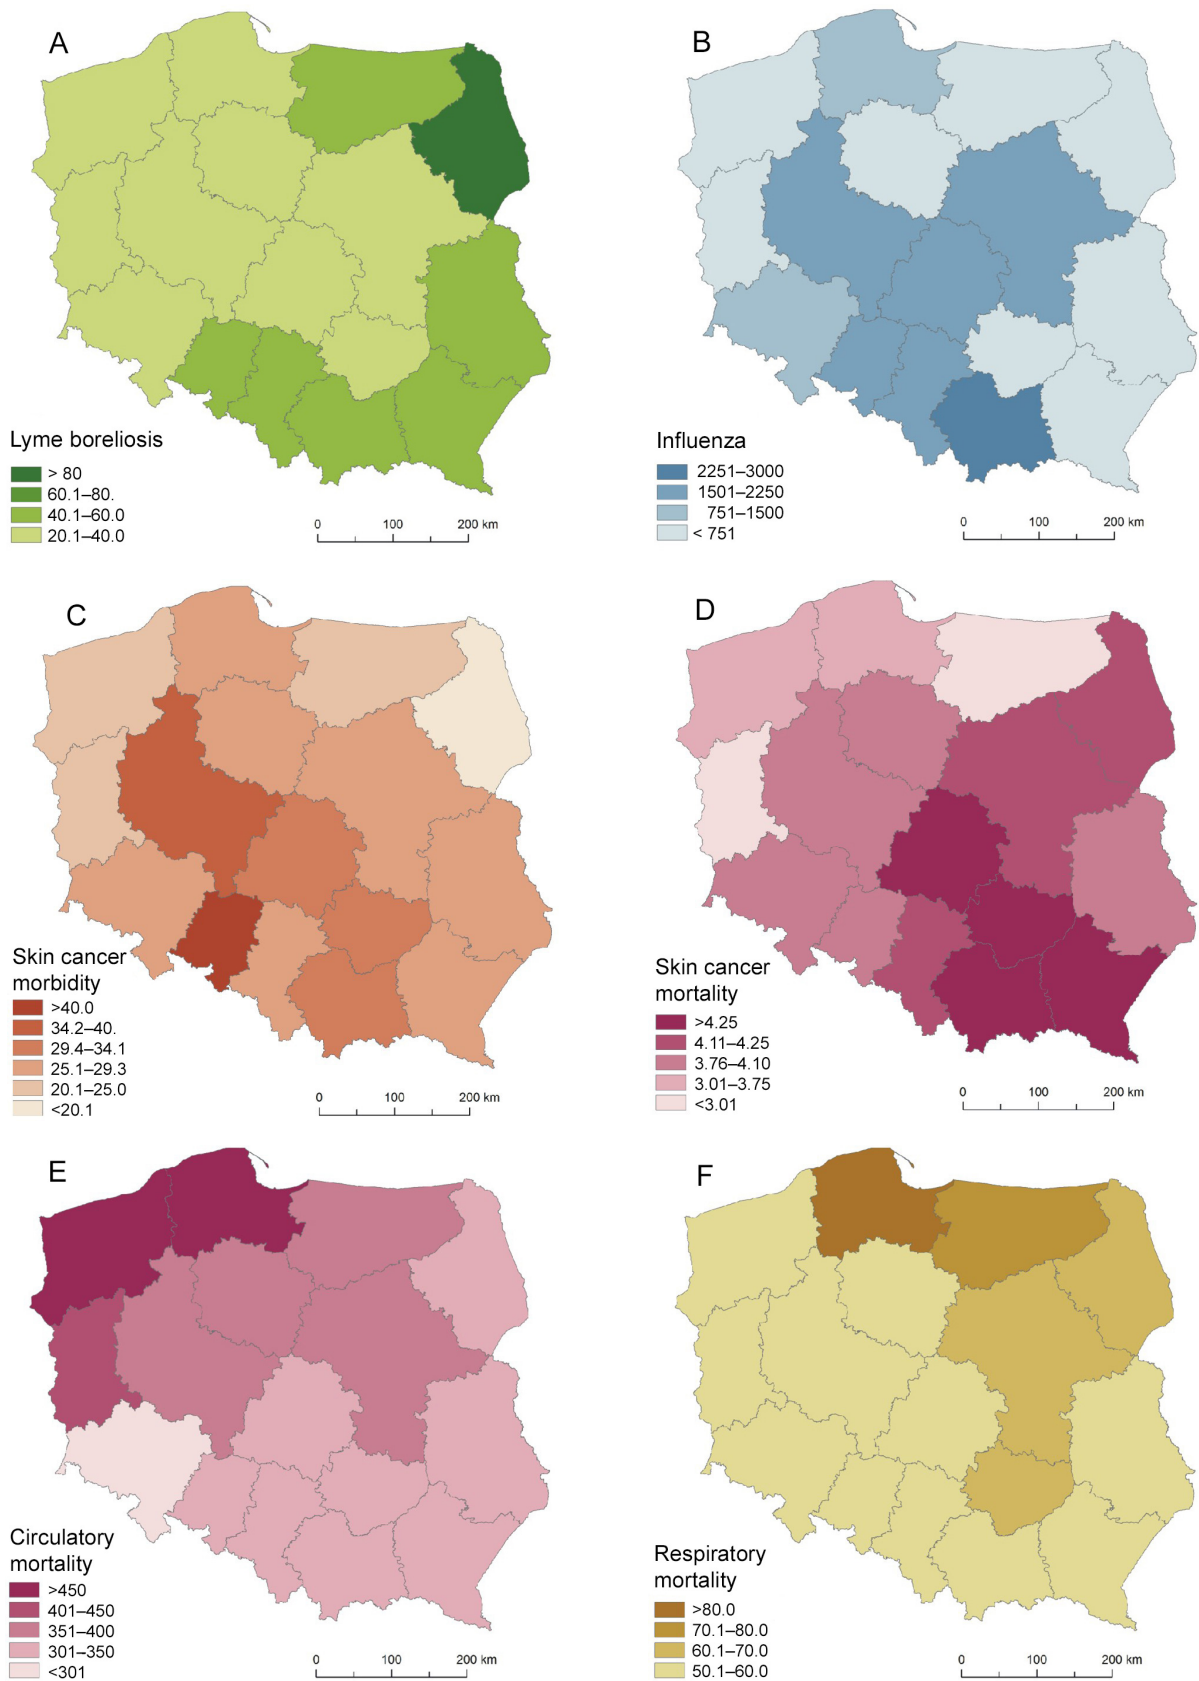 A
Lyme boreliosis
> 80
60.1–80.
40.1–60.0
20.1–40.0
0 100 200 km
B
Influenza
2251–3000
1501–2250
751–1500
< 751
0 100 200 km
C
Skin cancer
morbidity
>40.0
34.2–40.
29.4–34.1
25.1–29.3
20.1–25.0
<20.1
0 100 200 km
D
Skin cancer
mortality
>4.25
4.11–4.25
3.76–4.10
3.01–3.75
<3.01
0 100 200 km
E
Circulatory
mortality
>450
401–450
351–400
301–350
<301
0 100 200 km
F
Respiratory
mortality
>80.0
70.1–80.0
60.1–70.0
50.1–60.0
0 100 200 km